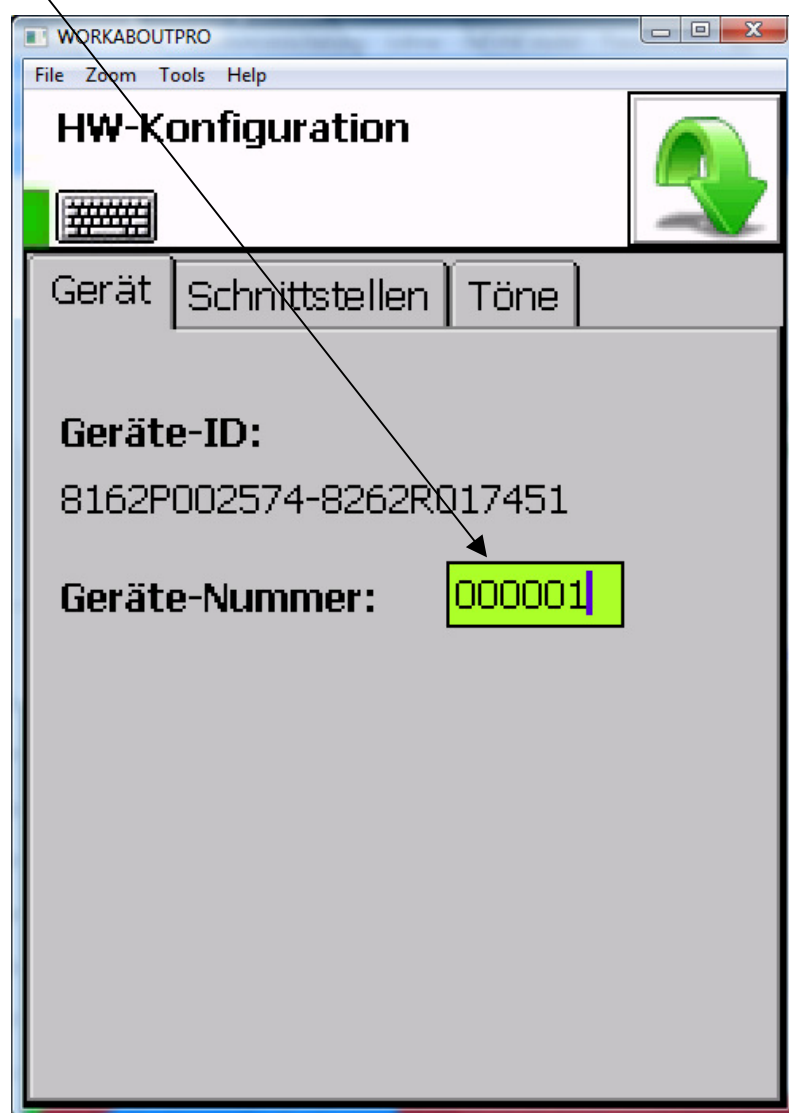 WORKABOUTPRO
File Zoom Tools Help
HW-Konfiguration
Gerät Schnittstellen Töne
Geräte-ID:
8162P002574-8262R017451
Geräte-Nummer: 000001